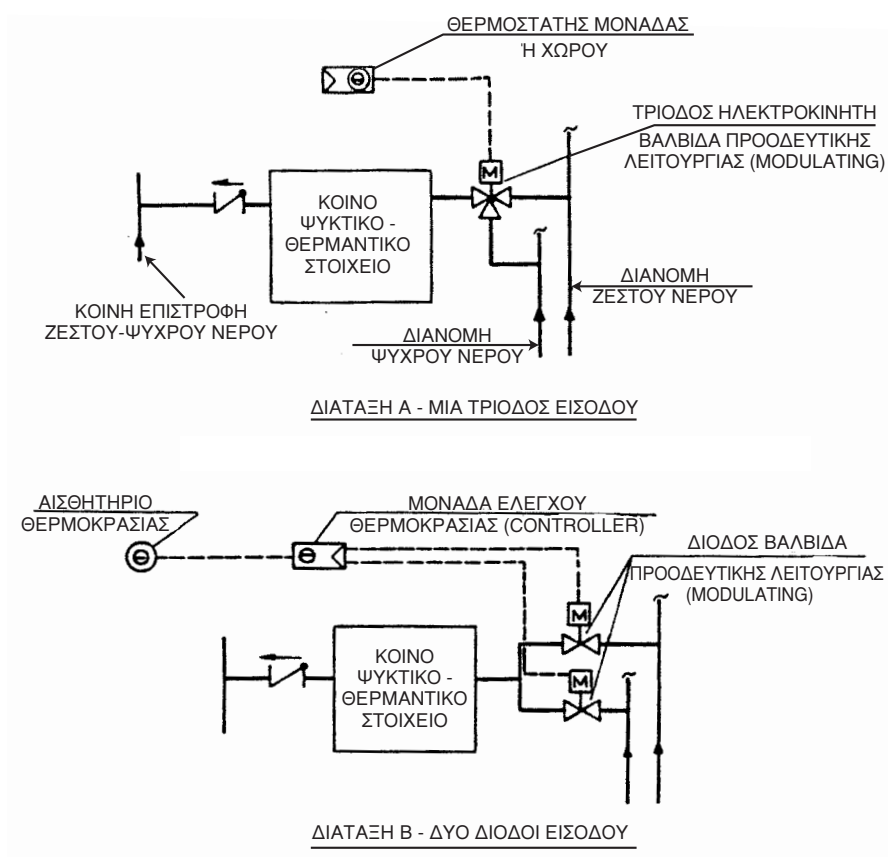 ΘΕΡΜΟΣΤΑΤΗΣ ΜΟΝΑΔΑΣ
Ή ΧΩΡΟΥ
ΤΡΙΟΔΟΣ ΗΛΕΚΤΡΟΚΙΝΗΤΗ
ΒΑΛΒΙΔΑ ΠΡΟΟΔΕΥΤΙΚΗΣ
ΛΕΙΤΟΥΡΓΙΑΣ (MODULATING)
M
ΚΟΙΝΟ
ΨΥΚΤΙΚΟ -
ΘΕΡΜΑΝΤΙΚΟ
ΣΤΟΙΧΕΙΟ
ΚΟΙΝΗ ΕΠΙΣΤΡΟΦΗ
ΖΕΣΤΟΥ-ΨΥΧΡΟΥ ΝΕΡΟΥ
ΔΙΑΝΟΜΗ
ΖΕΣΤΟΥ ΝΕΡΟΥ
ΔΙΑΝΟΜΗ
ΨΥΧΡΟΥ ΝΕΡΟΥ
ΔΙΑΤΑΞΗ Α - ΜΙΑ ΤΡΙΟΔΟΣ ΕΙΣΟΔΟΥ
ΑΙΣΘΗΤΗΡΙΟ
ΘΕΡΜΟΚΡΑΣΙΑΣ
ΜΟΝΑΔΑ ΕΛΕΓΧΟΥ
ΘΕΡΜΟΚΡΑΣΙΑΣ (CONTROLLER)
ΔΙΟΔΟΣ ΒΑΛΒΙΔΑ
ΠΡΟΟΔΕΥΤΙΚΗΣ ΛΕΙΤΟΥΡΓΙΑΣ
(MODULATING)
M
M
ΚΟΙΝΟ
ΨΥΚΤΙΚΟ -
ΘΕΡΜΑΝΤΙΚΟ
ΣΤΟΙΧΕΙΟ
ΔΙΑΤΑΞΗ Β - ΔΥΟ ΔΙΟΔΟΙ ΕΙΣΟΔΟΥ